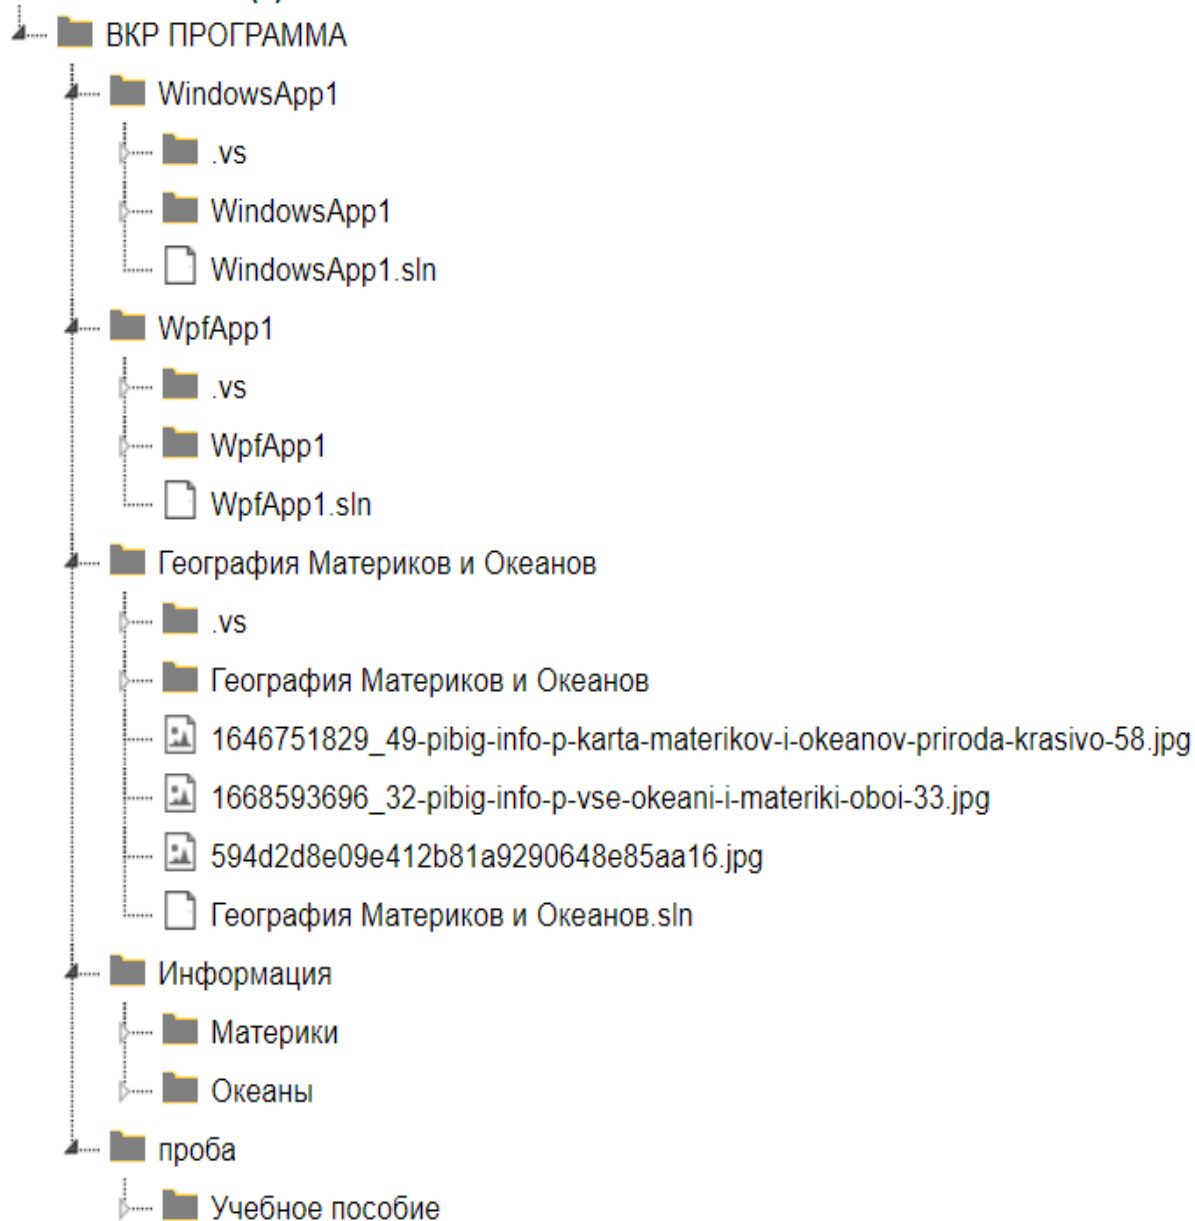 ВКР ПРОГРАММА
WindowsApp1
.vs
WindowsApp1
WindowsApp1.sln
WpfApp1
.vs
WpfApp1
WpfApp1.sln
География Материков и Океанов
.vs
География Материков и Океанов
1646751829_49-pibig-info-p-karta-materikov-i-okeanov-priroda-krasivo-58.jpg
1668593696_32-pibig-info-p-vse-okeani-i-materiki-oboi-33.jpg
594d2d8e09e412b81a9290648e85aa16.jpg
География Материков и Океанов.sln
Информация
Материки
Океаны
проба
Учебное пособие